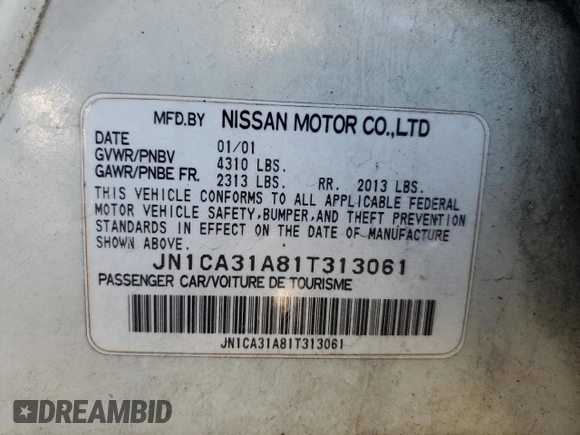 MFD.BY NISSAN MOTOR CO.,LTD
DATE 01/01
GVWR/PNBV 4310 LBS.
GAWR/PNBE FR. 2313 LBS. RR. 2013 LBS.
THIS VEHICLE CONFORMS TO ALL APPLICABLE FEDERAL
MOTOR VEHICLE SAFETY,BUMPER,AND THEFT PREVENTION
STANDARDS IN EFFECT ON THE DATE OF MANUFACTURE
SHOWN ABOVE.
JN1CA31A81T313061
PASSENGER CAR/VOITURE DE TOURISME
JN1CA31A81T313061
DREAMBID